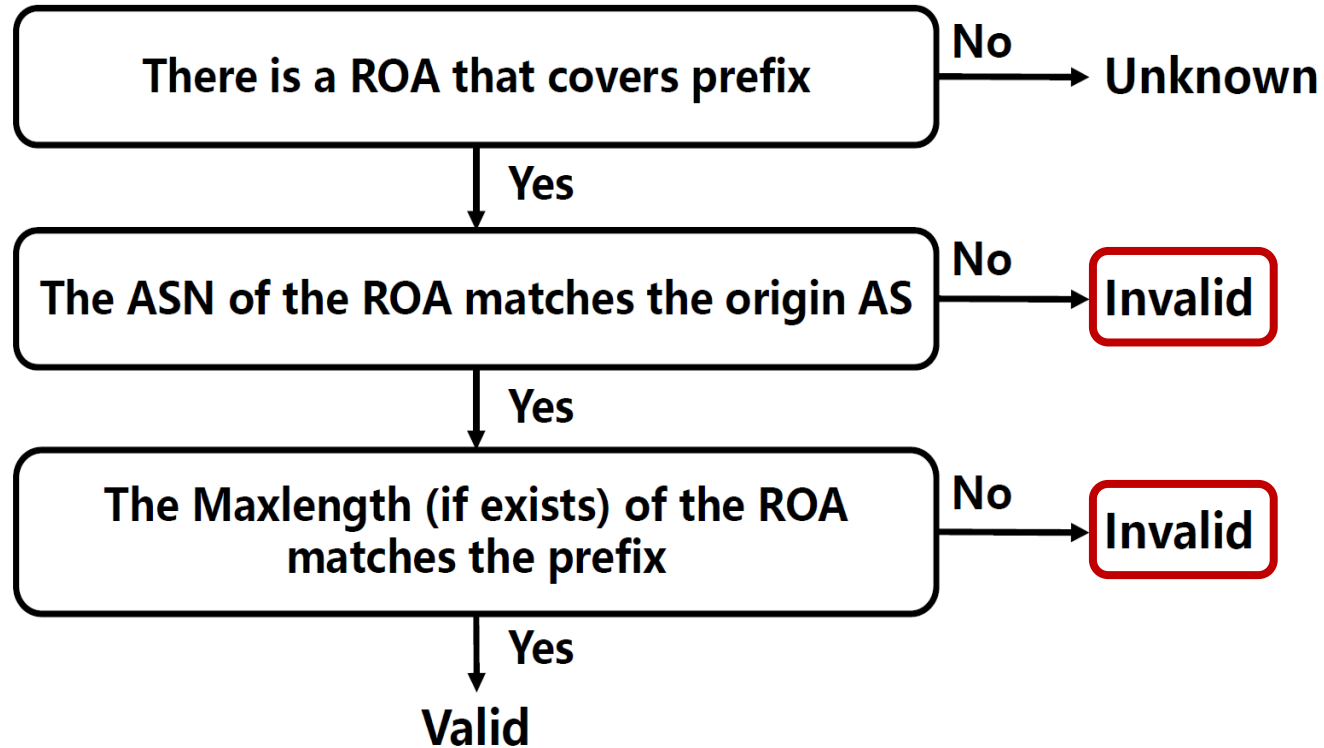 There is a ROA that covers prefix
No
Unknown
Yes
The ASN of the ROA matches the origin AS
No
Invalid
Yes
The Maxlength (if exists) of the ROA
matches the prefix
No
Invalid
Yes
Valid